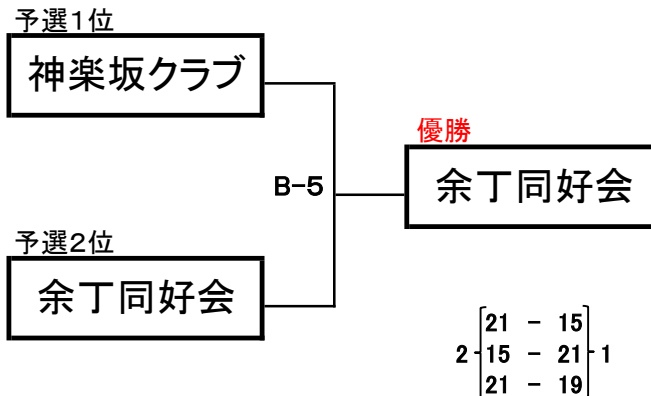 予選1位
神楽坂クラブ
優勝
B-5
余丁同好会
予選2位
余丁同好会
21 - 15
2 15 - 21 1
21 - 19